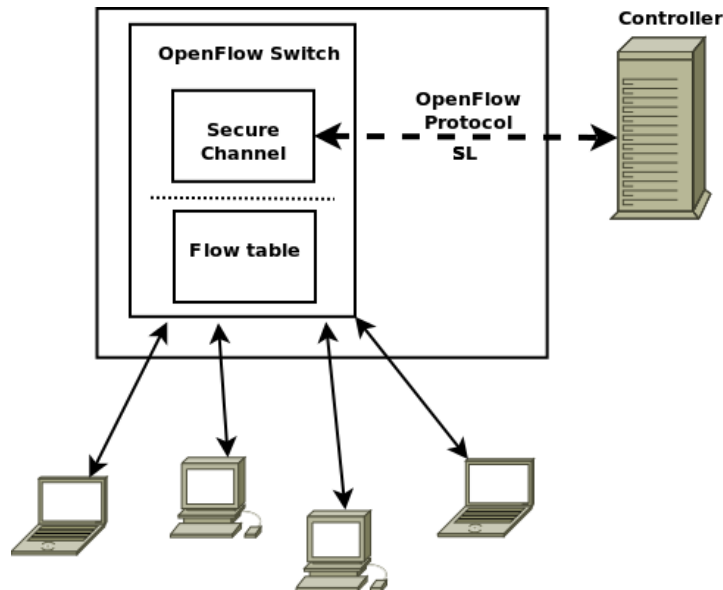 Controller
OpenFlow Switch
OpenFlow
Protocol
SL
Secure
Channel
Flow table